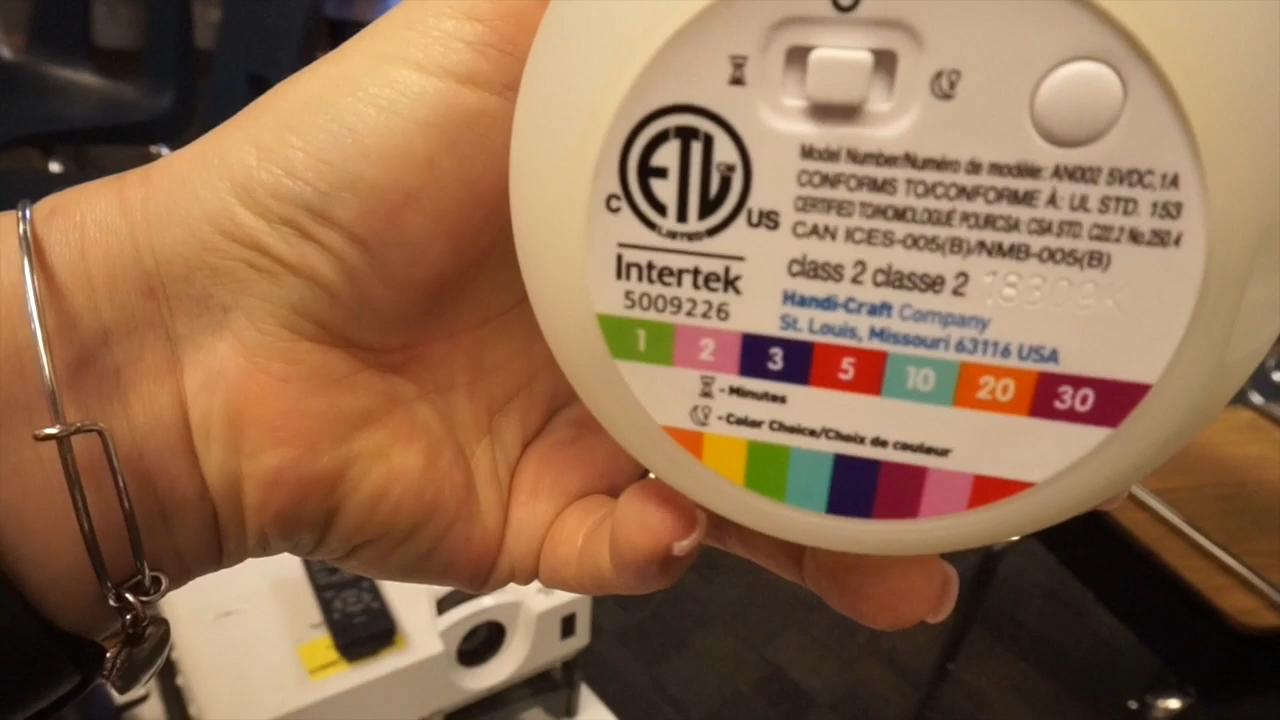 Model Number/Numéro de modèle: AN002 5VDC, 1A
CONFORMS TO/CONFORME À: UL STD. 153
CERTIFIED TO/HOMOLOGUÉ POURCSA: CSA STD. C22.2 No.250.4
CAN ICES-005(B)/NMB-005(B)
class 2 classe 2
Handi-Craft Company
St. Louis, Missouri 63116 USA
ETL CM
C US
LISTED
Intertek
5009226
1 2 3 5 10 20 30
- Minutes
- Color Choice/Choix de couleur